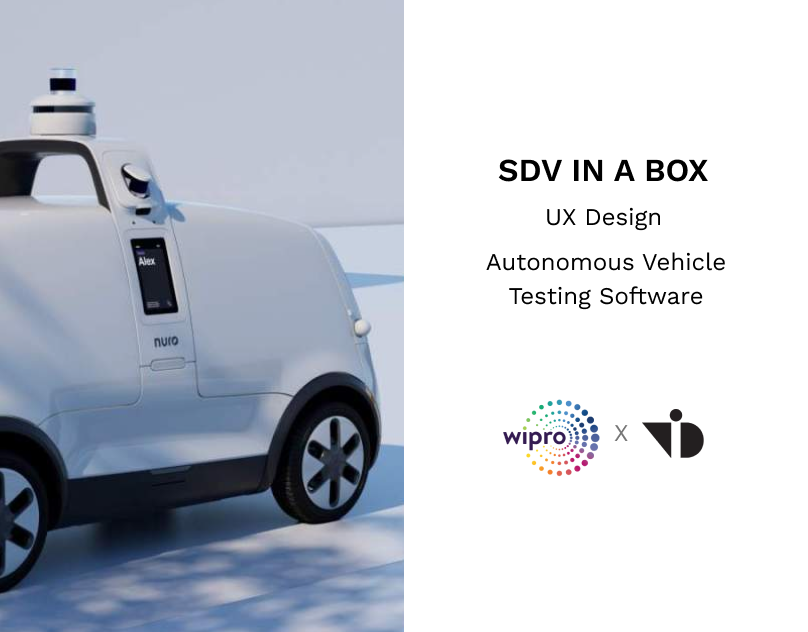 Alex
nuro
SDV IN A BOX
UX Design
Autonomous Vehicle
Testing Software
wipro
X